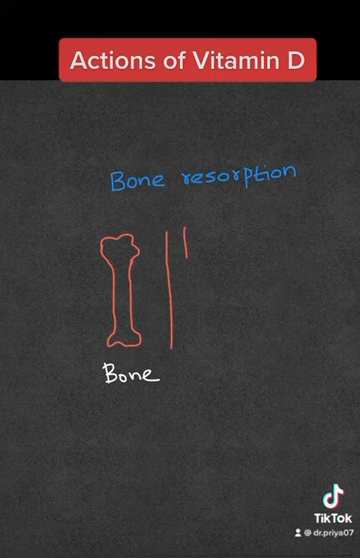 Actions of Vitamin D
Bone resorption
Bone
TikTok
@dr.priya07